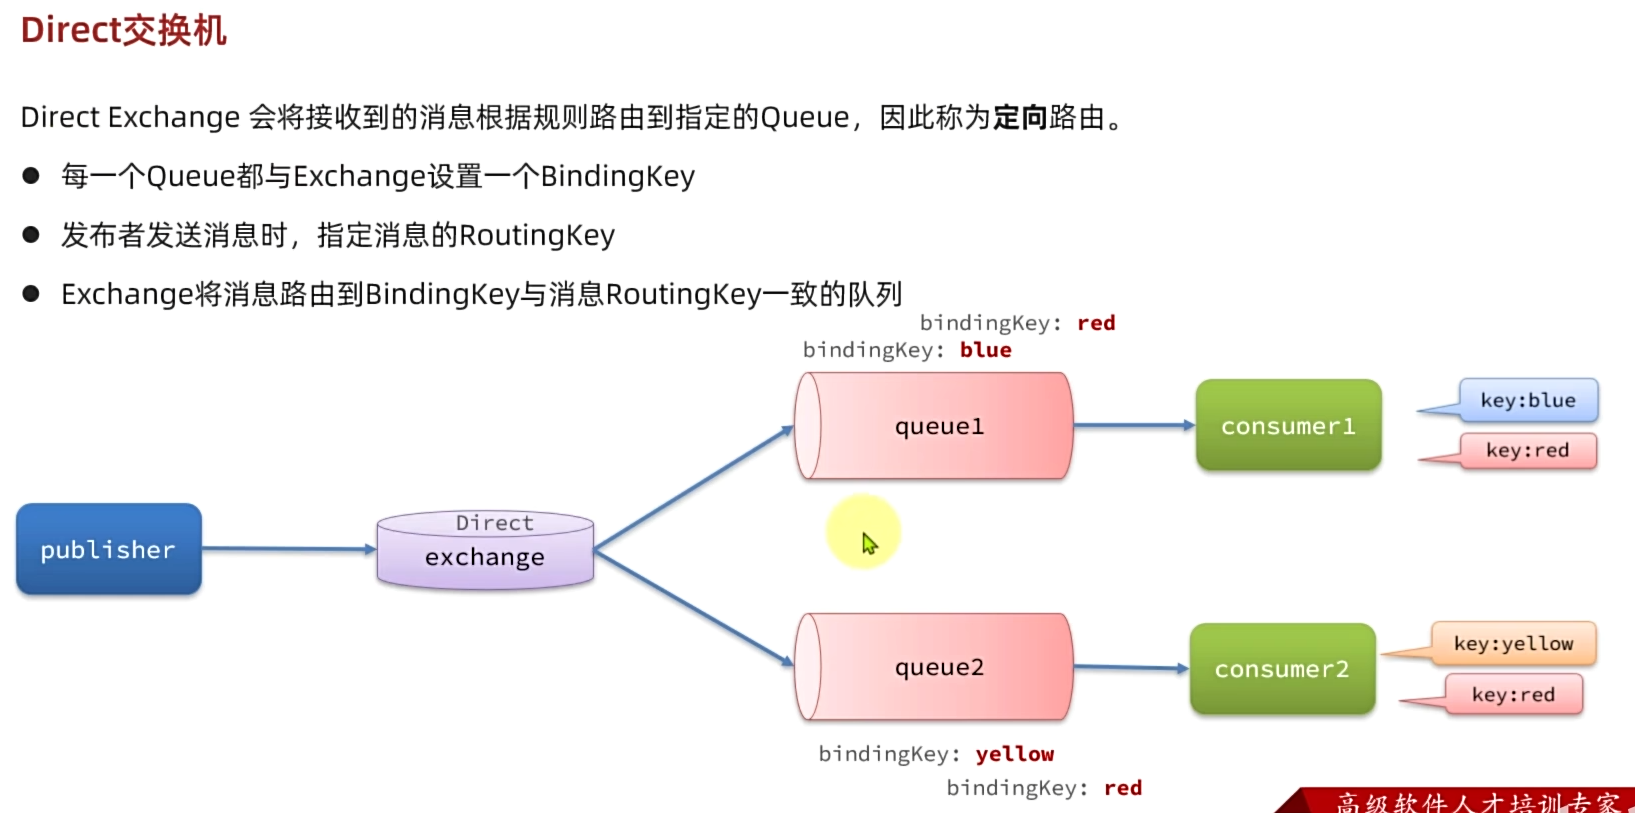 Direct交换机
Direct Exchange 会将接收到的消息根据规则路由到指定的Queue，因此称为定向路由。
每一个Queue都与Exchange设置一个BindingKey
发布者发送消息时，指定消息的RoutingKey
Exchange将消息路由到BindingKey与消息RoutingKey一致的队列
bindingKey: red
bindingKey: blue
queue1
consumer1
key:blue
key:red
publisher
Direct
exchange
queue2
consumer2
key:yellow
key:red
bindingKey: yellow
bindingKey: red
高级软件人才培训专家